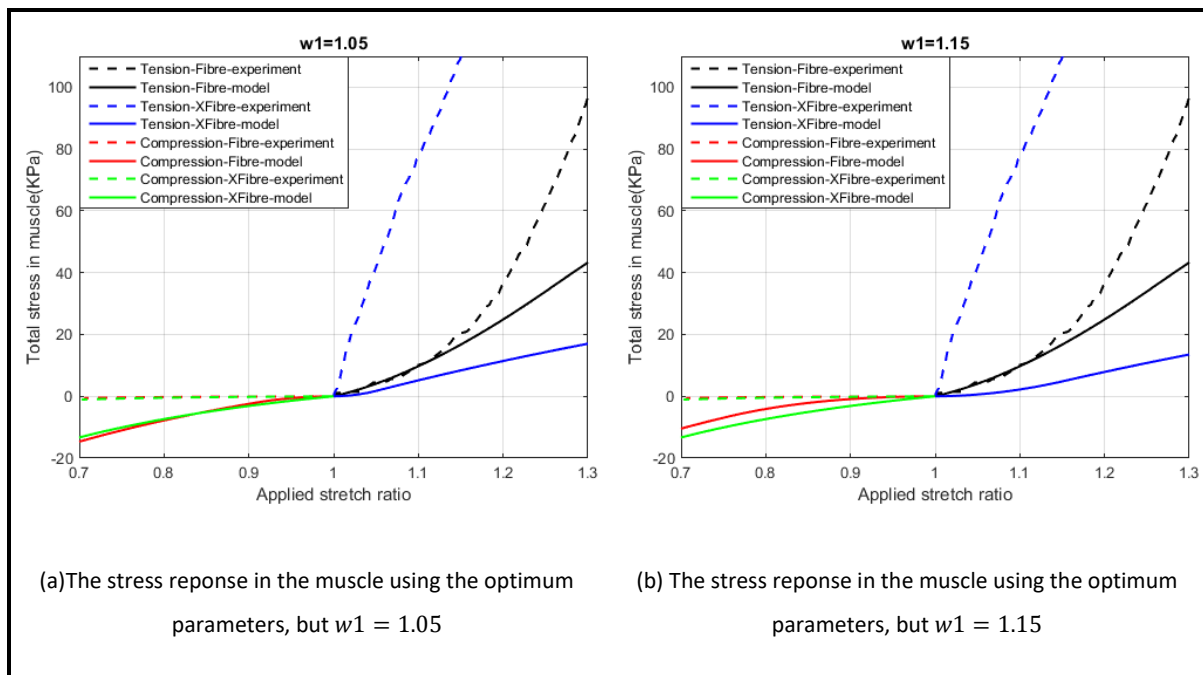 w1=1.05
Tension-Fibre-experiment
Tension-Fibre-model
Tension-XFibre-experiment
Tension-XFibre-model
Compression-Fibre-experiment
Compression-Fibre-model
Compression-XFibre-experiment
Compression-XFibre-model
Total stress in muscle(KPa)
100
80
60
40
20
0
-20
0.7 0.8 0.9 1 1.1 1.2 1.3
Applied stretch ratio
w1=1.15
Tension-Fibre-experiment
Tension-Fibre-model
Tension-XFibre-experiment
Tension-XFibre-model
Compression-Fibre-experiment
Compression-Fibre-model
Compression-XFibre-experiment
Compression-XFibre-model
Total stress in muscle(KPa)
100
80
60
40
20
0
-20
0.7 0.8 0.9 1 1.1 1.2 1.3
Applied stretch ratio
(a)The stress reponse in the muscle using the optimum
parameters, but w1 = 1.05
(b) The stress reponse in the muscle using the optimum
parameters, but w1 = 1.15